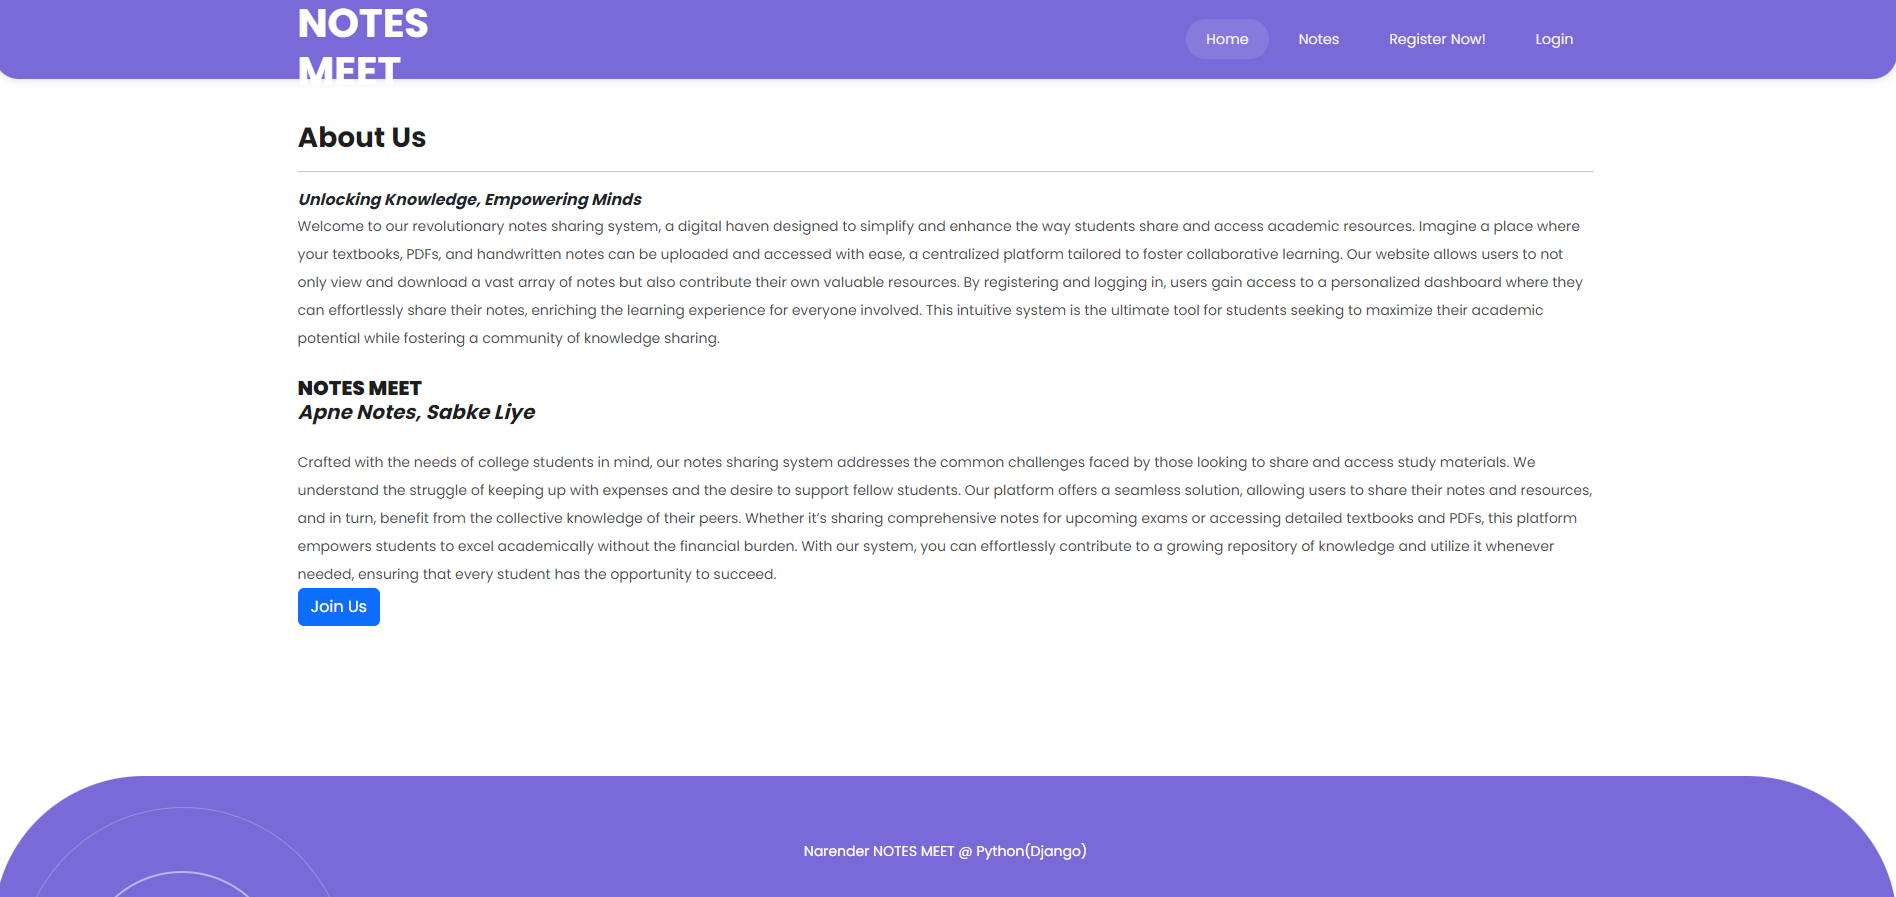 NOTES
MEET
Home
Notes
Register Now!
Login
About Us
Unlocking Knowledge, Empowering Minds
Welcome to our revolutionary notes sharing system, a digital haven designed to simplify and enhance the way students share and access academic resources. Imagine a place where
your textbooks, PDFs, and handwritten notes can be uploaded and accessed with ease, a centralized platform tailored to foster collaborative learning. Our website allows users to not
only view and download a vast array of notes but also contribute their own valuable resources. By registering and logging in, users gain access to a personalized dashboard where they
can effortlessly share their notes, enriching the learning experience for everyone involved. This intuitive system is the ultimate tool for students seeking to maximize their academic
potential while fostering a community of knowledge sharing.
NOTES MEET
Apne Notes, Sabke Liye
Crafted with the needs of college students in mind, our notes sharing system addresses the common challenges faced by those looking to share and access study materials. We
understand the struggle of keeping up with expenses and the desire to support fellow students. Our platform offers a seamless solution, allowing users to share their notes and resources,
and in turn, benefit from the collective knowledge of their peers. Whether it’s sharing comprehensive notes for upcoming exams or accessing detailed textbooks and PDFs, this platform
empowers students to excel academically without the financial burden. With our system, you can effortlessly contribute to a growing repository of knowledge and utilize it whenever
needed, ensuring that every student has the opportunity to succeed.
Join Us
Narender NOTES MEET @ Python(Django)